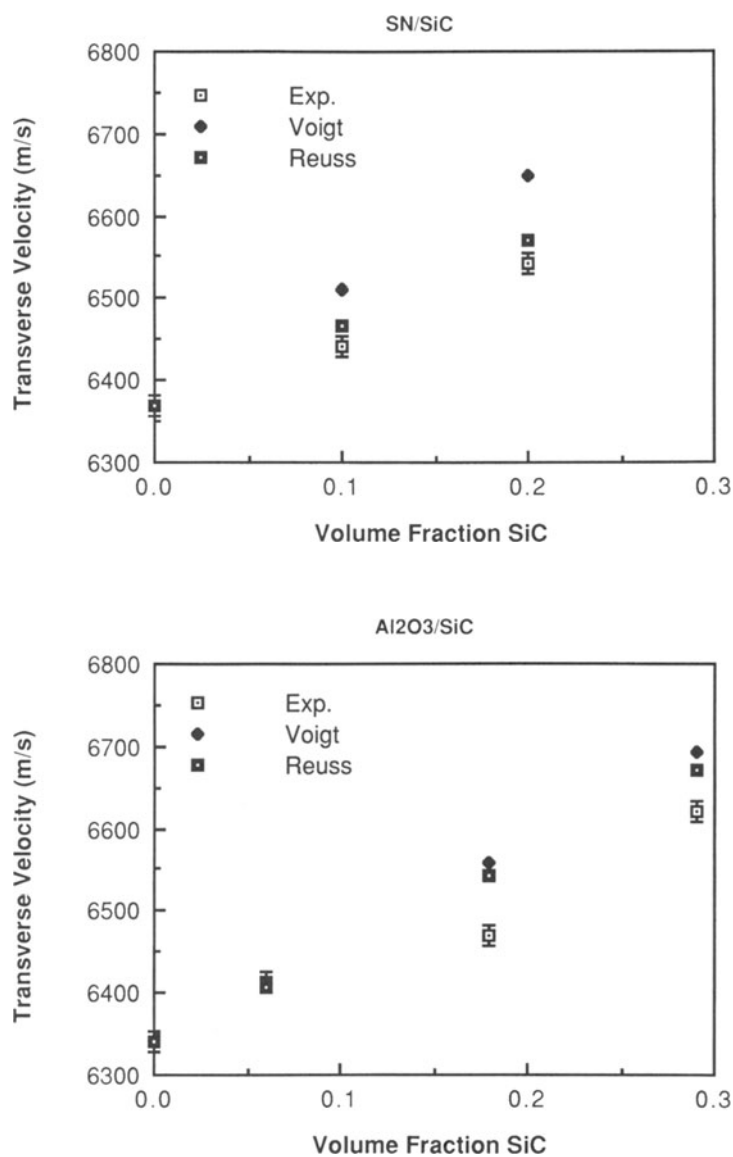 SN/SiC
6800
6700
6600
6500
6400
6300
Transverse Velocity (m/s)
Exp.
Voigt
Reuss
0.0
0.1
0.2
0.3
Volume Fraction SiC
Al2O3/SiC
6800
6700
6600
6500
6400
6300
Transverse Velocity (m/s)
Exp.
Voigt
Reuss
0.0
0.1
0.2
0.3
Volume Fraction SiC